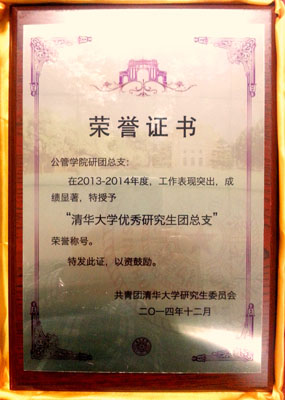 荣誉证书
公管学院研团总支：
在2013-2014年度，工作表现突出，成
绩显著，特授予
“清华大学优秀研究生团总支”
荣誉称号。
特发此证，以资鼓励。
共青团清华大学研究生委员会
二〇一四年十二月